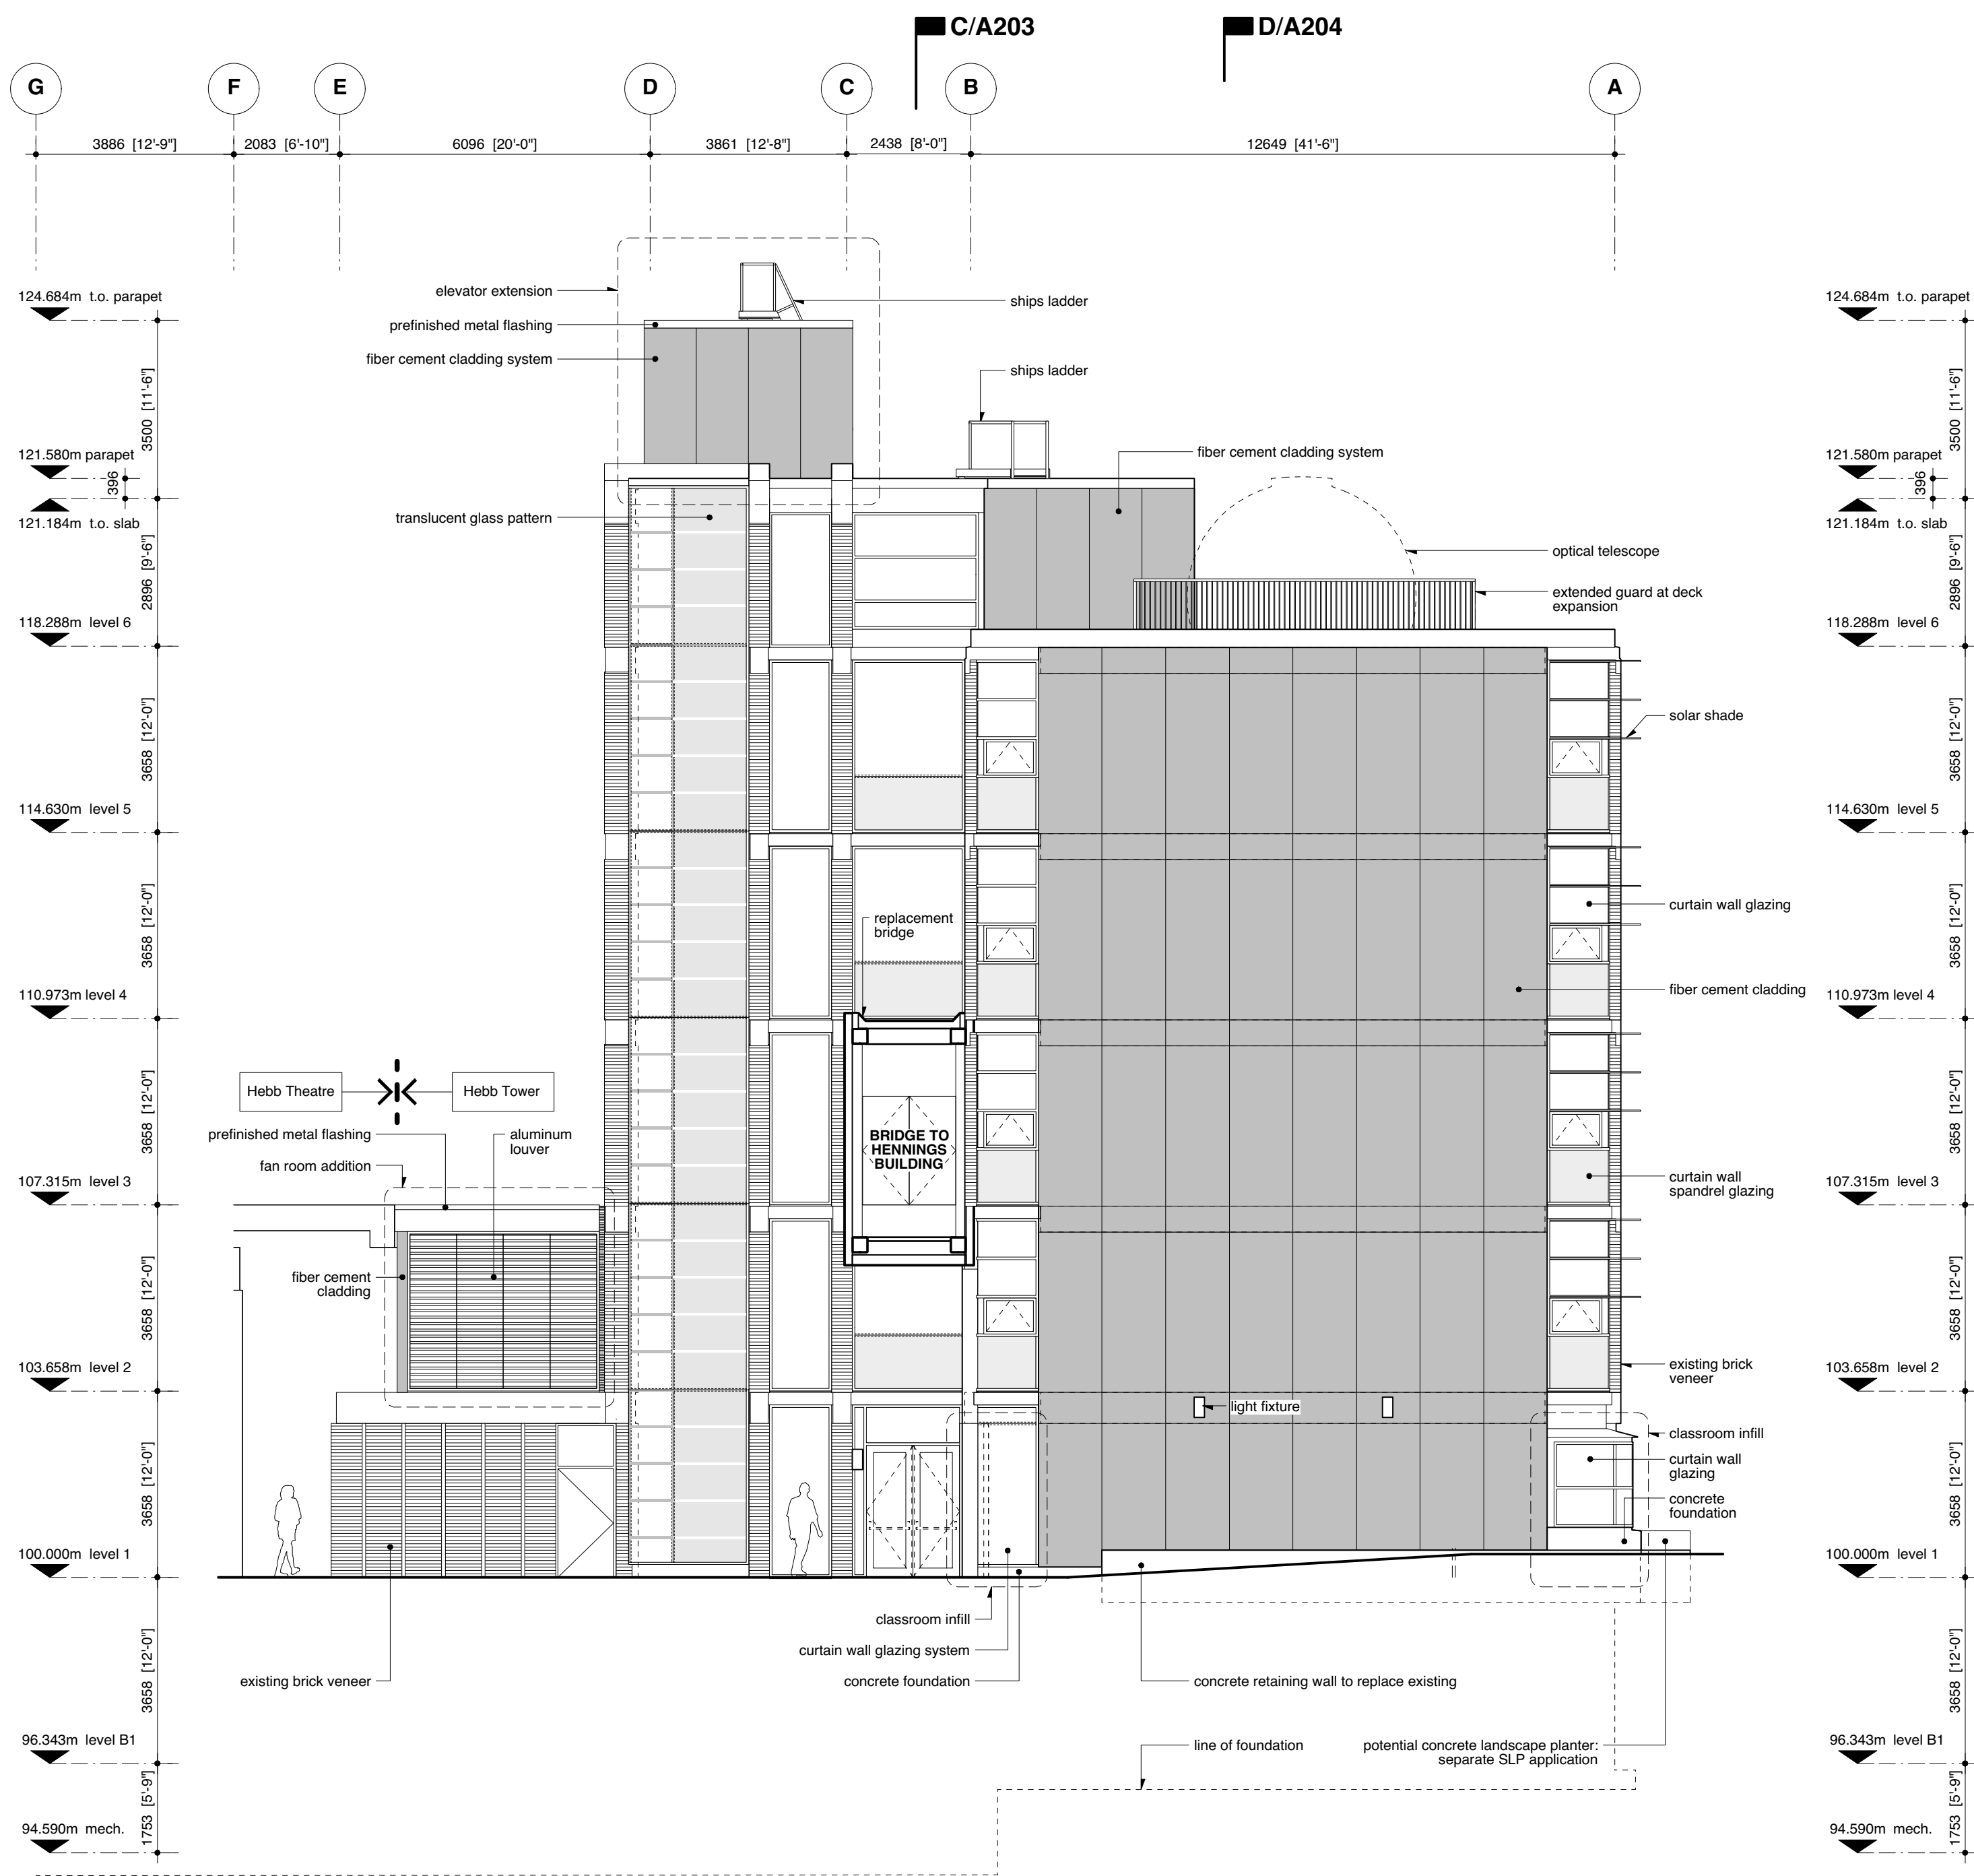 C/A203
D/A204
G
F
E
D
C
B
A
3886 [12'-9"]
2083 [6'-10"]
6096 [20'-0"]
3861 [12'-8"]
2438 [8'-0"]
12649 [41'-6"]
124.684m t.o. parapet
3500 [11'-6"]
121.580m parapet
396
121.184m t.o. slab
2896 [9'-6"]
118.288m level 6
3658 [12'-0"]
114.630m level 5
3658 [12'-0"]
110.973m level 4
3658 [12'-0"]
107.315m level 3
3658 [12'-0"]
103.658m level 2
3658 [12'-0"]
100.000m level 1
3658 [12'-0"]
96.343m level B1
1753 [5'-9"]
94.590m mech.
elevator extension
prefinished metal flashing
fiber cement cladding system
translucent glass pattern
ships ladder
ships ladder
fiber cement cladding system
optical telescope
extended guard at deck
expansion
solar shade
replacement
bridge
curtain wall glazing
fiber cement cladding
Hebb Theatre
Hebb Tower
prefinished metal flashing
aluminum
louver
fan room addition
BRIDGE TO
HENNINGS
BUILDING
curtain wall
spandrel glazing
fiber cement
cladding
existing brick
veneer
light fixture
classroom infill
curtain wall
glazing
concrete
foundation
classroom infill
curtain wall glazing system
concrete foundation
existing brick veneer
concrete retaining wall to replace existing
line of foundation
potential concrete landscape planter:
separate SLP application
124.684m t.o. parapet
3500 [11'-6"]
121.580m parapet
396
121.184m t.o. slab
2896 [9'-6"]
118.288m level 6
3658 [12'-0"]
114.630m level 5
3658 [12'-0"]
110.973m level 4
3658 [12'-0"]
107.315m level 3
3658 [12'-0"]
103.658m level 2
3658 [12'-0"]
100.000m level 1
3658 [12'-0"]
96.343m level B1
1753 [5'-9"]
94.590m mech.